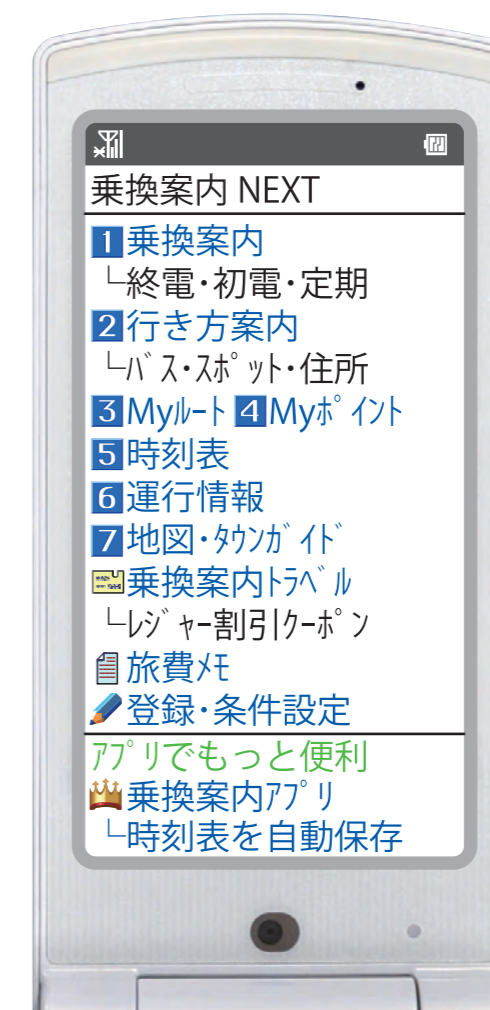 乗換案内 NEXT
1乗換案内
└終電・初電・定期
2行き方案内
└ﾊﾞｽ・ｽﾎﾟｯﾄ・住所
3Myﾙｰﾄ 4Myﾎﾟｲﾝﾄ
5時刻表
6運行情報
7地図・ﾀｳﾝｶﾞｲﾄﾞ
乗換案内ﾄﾗﾍﾞﾙ
└ﾚｼﾞｬｰ割引ｸｰﾎﾟﾝ
旅費ﾒﾓ
登録・条件設定
ｱﾌﾟﾘでもっと便利
乗換案内ｱﾌﾟﾘ
└時刻表を自動保存